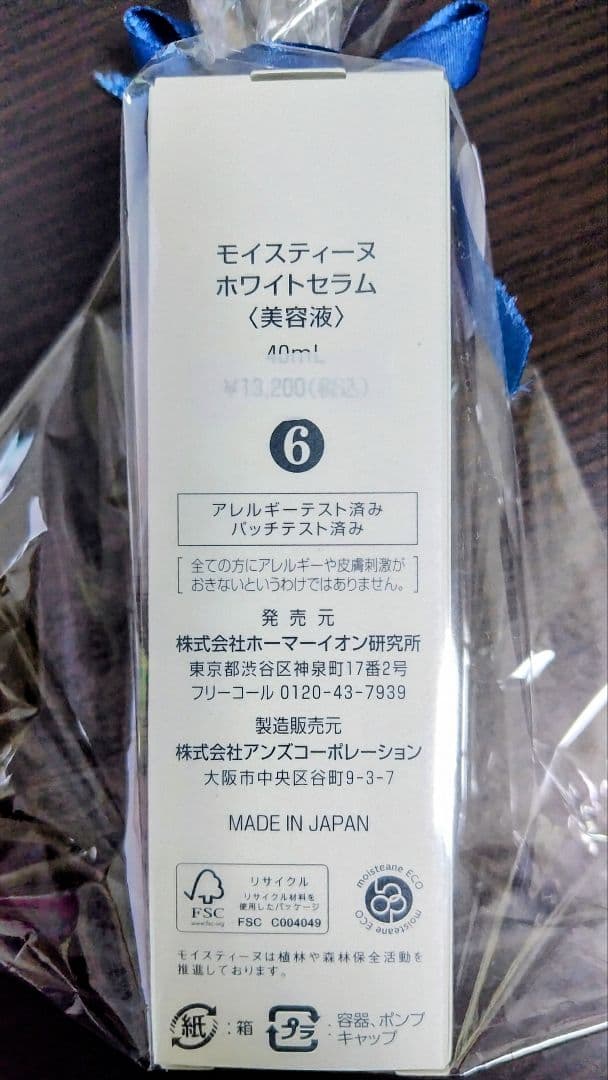 モイスティーヌ
ホワイトセラム
〈美容液〉
40mL
¥13,200(税込)
6
アレルギーテスト済み
パッチテスト済み
全ての方にアレルギーや皮膚刺激が
おきないというわけではありません。
発売元
株式会社ホーマーイオン研究所
東京都渋谷区神泉町17番2号
フリーコール 0120-43-7939
製造販売元
株式会社アンズコーポレーション
大阪市中央区谷町9-3-7
MADE IN JAPAN
FSC
www.fsc.org
リサイクル
リサイクル材料を
使用したパッケージ
FSC C004049
moisteane ECO
moisteane ECO
モイスティーヌは植林や森林保全活動を
推進しております。
紙:箱
プラ:容器、ポンプ
キャップ